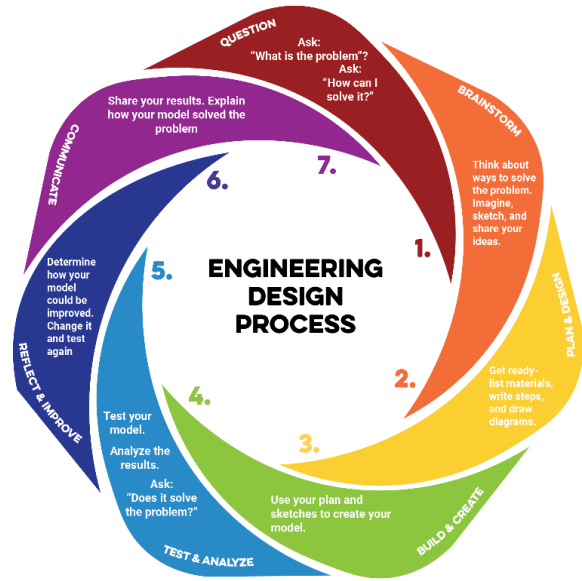 ENGINEERING
DESIGN
PROCESS
QUESTION
Ask:
“What is the problem”?
Ask:
“How can I
solve it?”
1.
BRAINSTORM
Think about
ways to solve
the problem.
Imagine,
sketch, and
share your
ideas.
2.
PLAN & DESIGN
Get ready-
list materials,
write steps,
and draw
diagrams.
3.
BUILD & CREATE
Use your plan and
sketches to create your
model.
4.
TEST & ANALYZE
Test your
model.
Analyze the
results.
Ask:
“Does it solve
the problem?”
5.
REFLECT & IMPROVE
Determine
how your
model
could be
improved.
Change it
and test
again
6.
COMMUNICATE
Share your results. Explain
how your model solved the
problem
7.